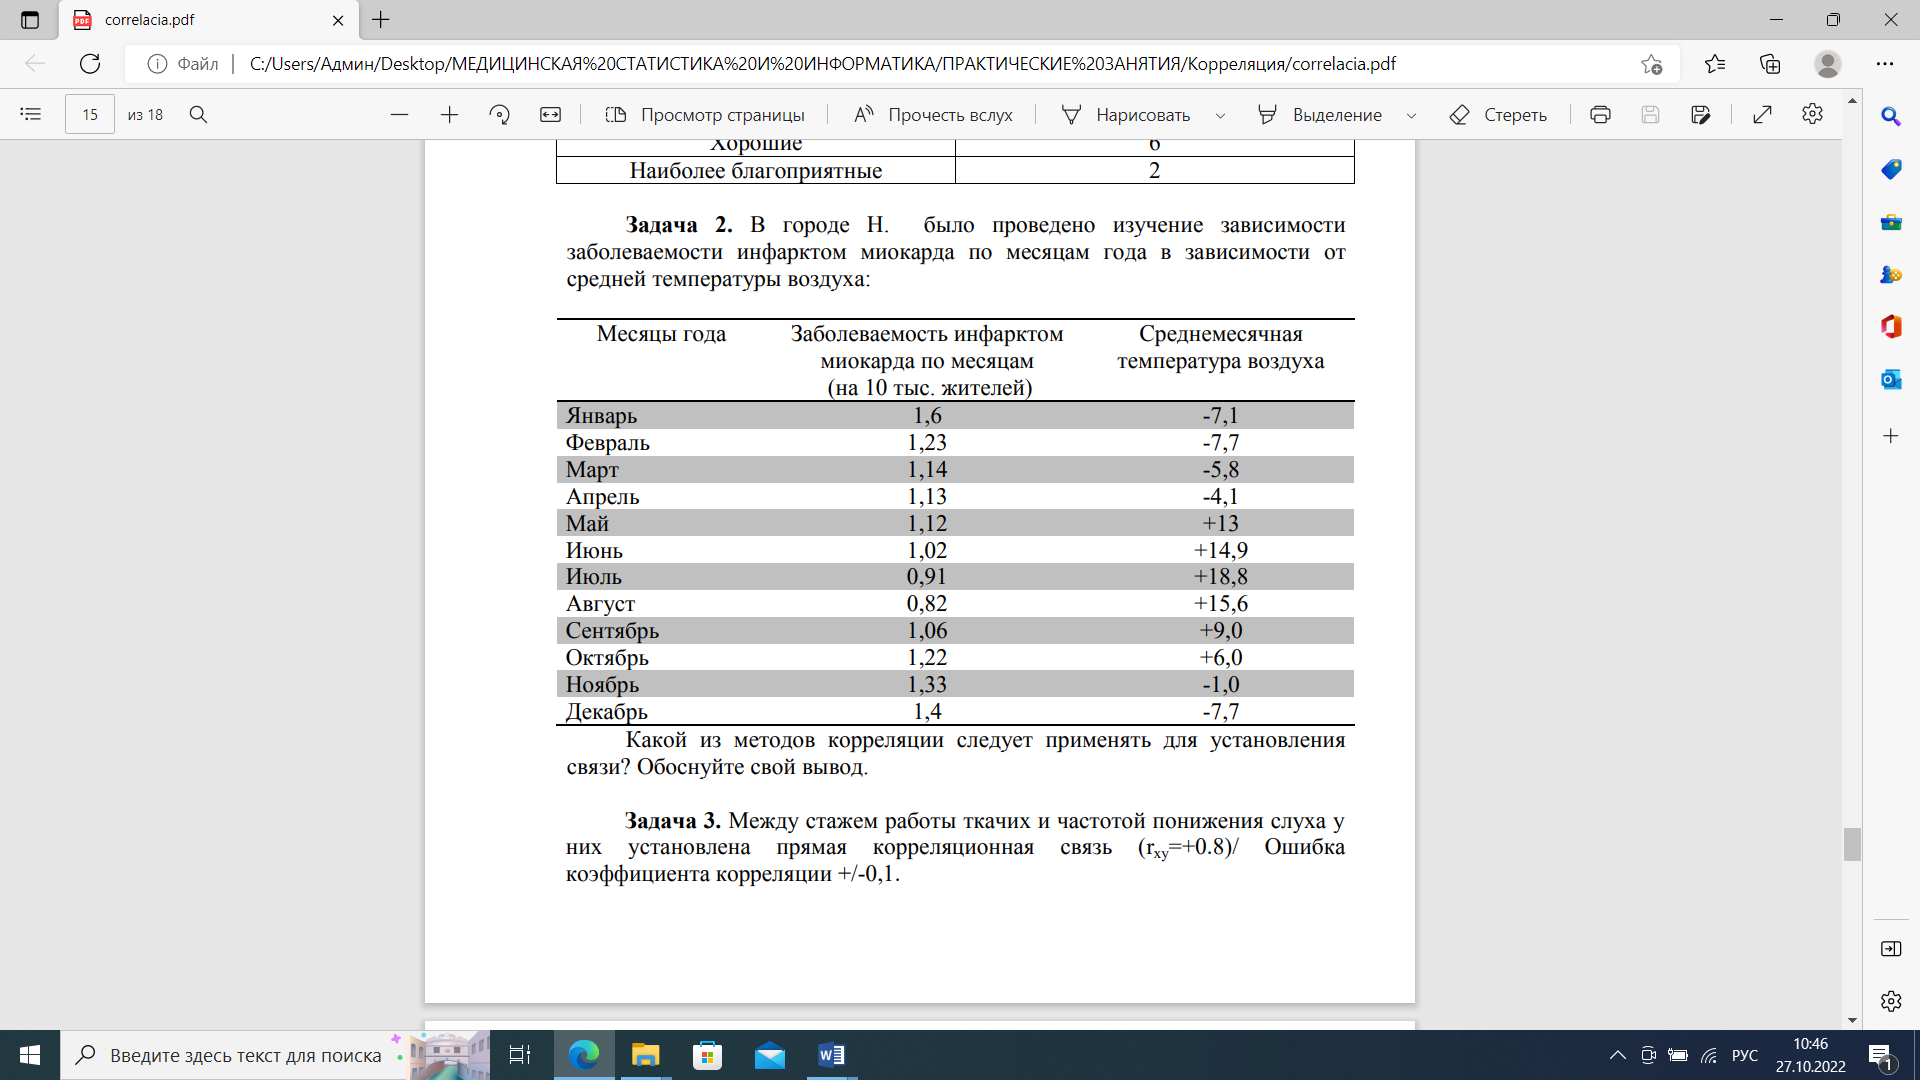 correlacia.pdf
Файл
C:/Users/Админ/Desktop/МЕДИЦИНСКАЯ%20СТАТИСТИКА%20И%20ИНФОРМАТИКА/ПРАКТИЧЕСКИЕ%20ЗАНЯТИЯ/Корреляция/correlacia.pdf
15 из 18 Просмотр страницы Прочесть вслух Нарисовать Выделение Стереть
Хорошие 6
Наиболее благоприятные 2
Задача 2. В городе Н. было проведено изучение зависимости
заболеваемости инфарктом миокарда по месяцам года в зависимости от
средней температуры воздуха:
Месяцы года Заболеваемость инфарктом Среднемесячная
миокарда по месяцам температура воздуха
(на 10 тыс. жителей)
Январь 1,6 -7,1
Февраль 1,23 -7,7
Март 1,14 -5,8
Апрель 1,13 -4,1
Май 1,12 +13
Июнь 1,02 +14,9
Июль 0,91 +18,8
Август 0,82 +15,6
Сентябрь 1,06 +9,0
Октябрь 1,22 +6,0
Ноябрь 1,33 -1,0
Декабрь 1,4 -7,7
Какой из методов корреляции следует применять для установления
связи? Обоснуйте свой вывод.
Задача 3. Между стажем работы ткачих и частотой понижения слуха у
них установлена прямая корреляционная связь (rxy=+0.8)/ Ошибка
коэффициента корреляции +/-0,1.
Введите здесь текст для поиска
РУС
10:46
27.10.2022
1